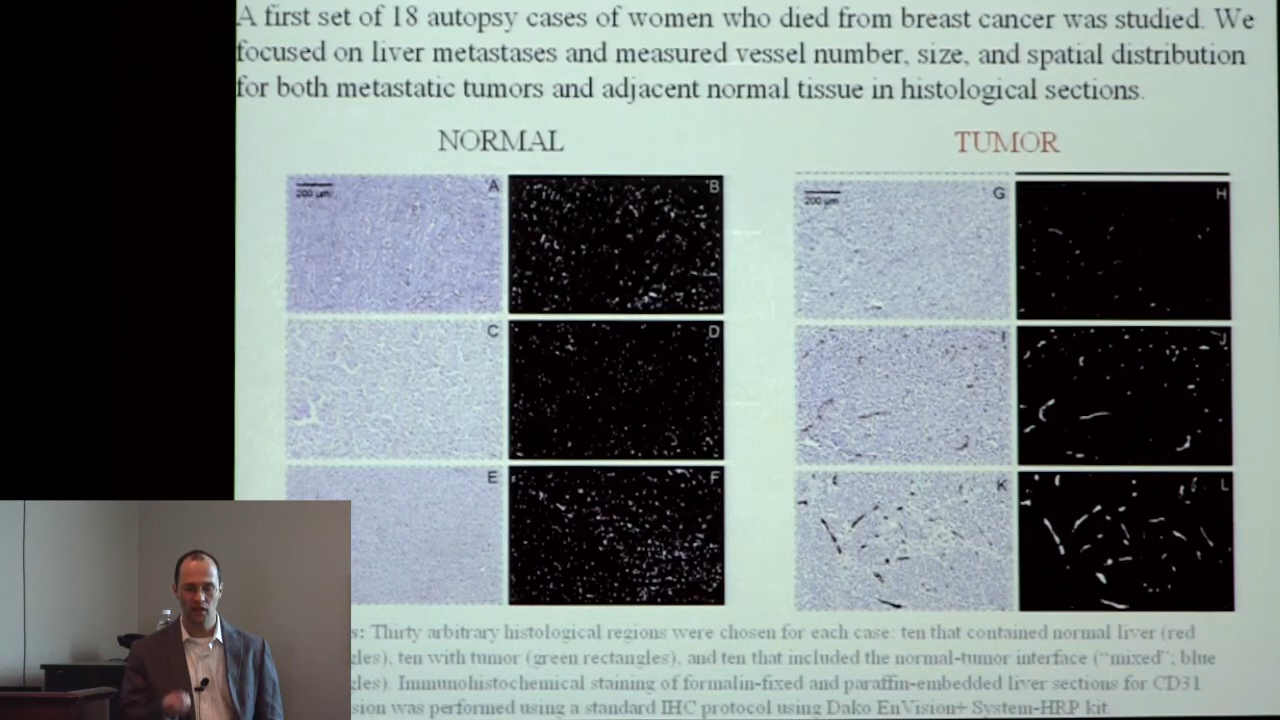 A first set of 18 autopsy cases of women who died from breast cancer was studied. We
focused on liver metastases and measured vessel number, size, and spatial distribution
for both metastatic tumors and adjacent normal tissue in histological sections.
NORMAL TUMOR
200 μm A B 200 μm G H
C D I J
E F K L
s: Thirty arbitrary histological regions were chosen for each case: ten that contained normal liver (red
gles), ten with tumor (green rectangles), and ten that included the normal-tumor interface ("mixed"; blue
gles). Immunohistochemical staining of formalin-fixed and paraffin-embedded liver sections for CD31
sion was performed using a standard IHC protocol using Dako EnVision+ System-HRP kit.